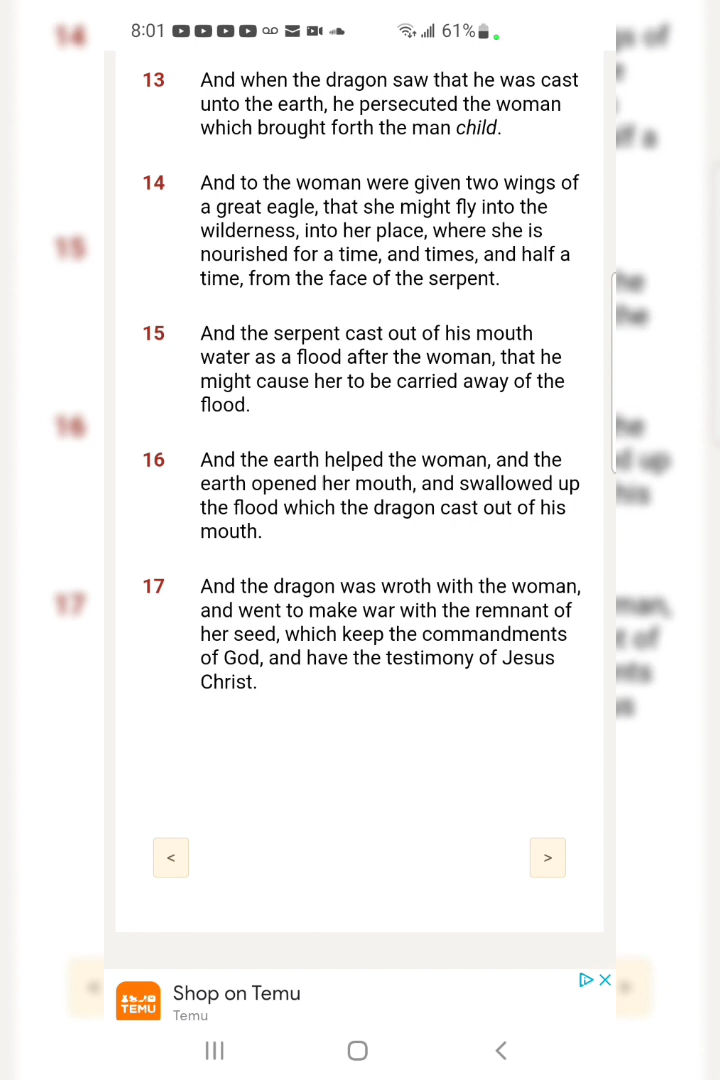 8:01 61%
13 And when the dragon saw that he was cast
unto the earth, he persecuted the woman
which brought forth the man child.
14 And to the woman were given two wings of
a great eagle, that she might fly into the
wilderness, into her place, where she is
nourished for a time, and times, and half a
time, from the face of the serpent.
15 And the serpent cast out of his mouth
water as a flood after the woman, that he
might cause her to be carried away of the
flood.
16 And the earth helped the woman, and the
earth opened her mouth, and swallowed up
the flood which the dragon cast out of his
mouth.
17 And the dragon was wroth with the woman,
and went to make war with the remnant of
her seed, which keep the commandments
of God, and have the testimony of Jesus
Christ.
< >
TEMU
Shop on Temu
Temu